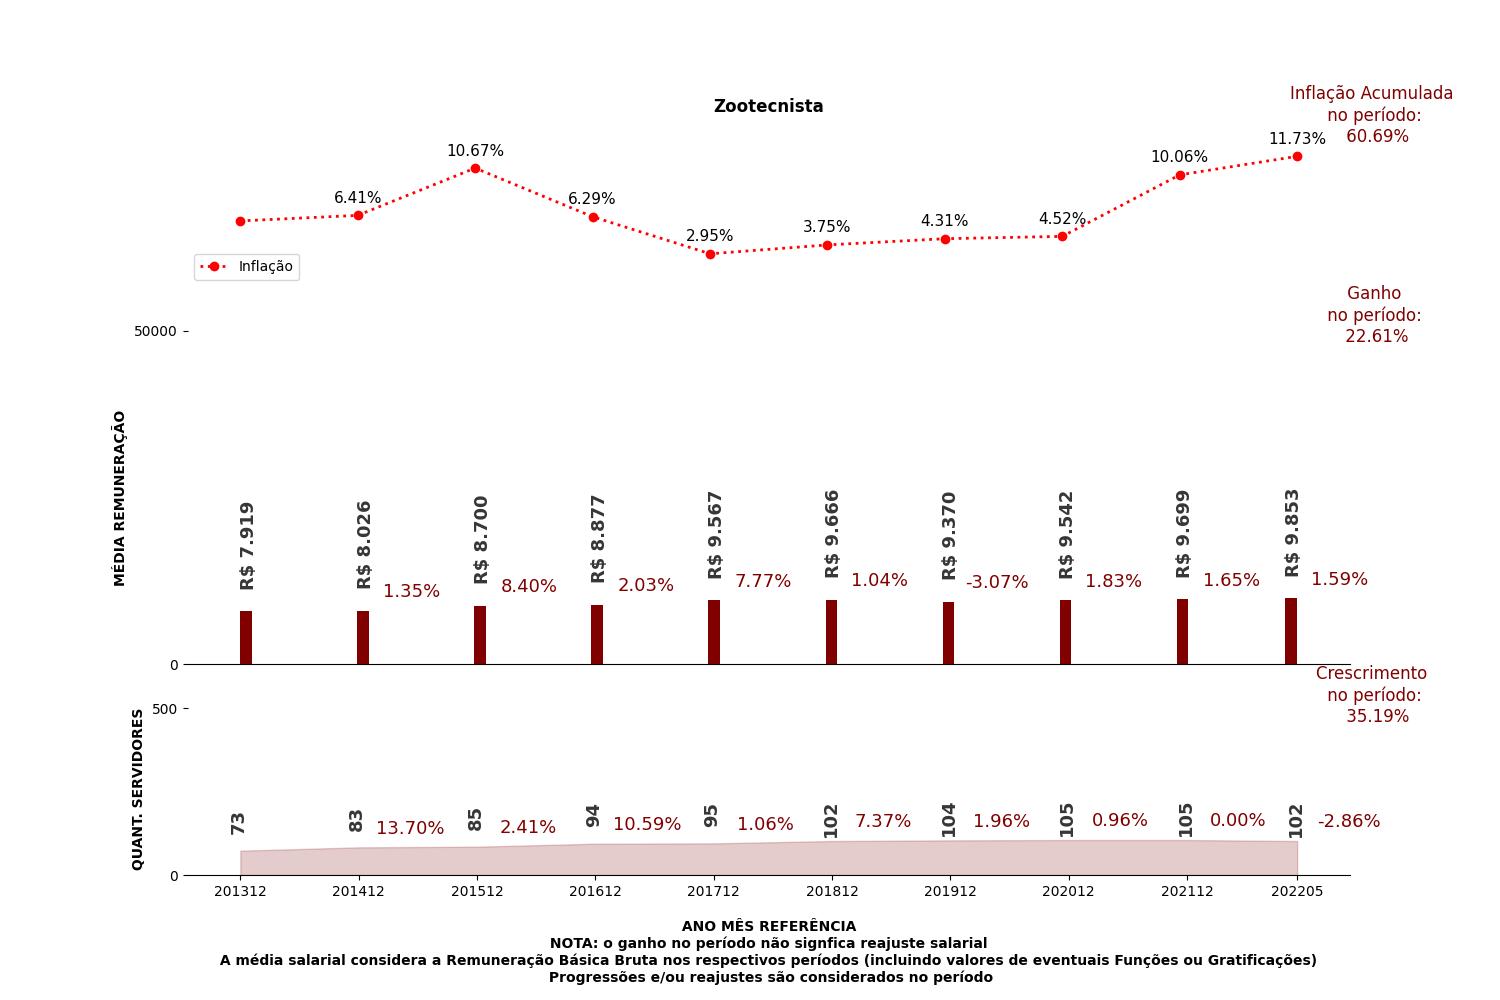 Zootecnista
Inflação Acumulada
no período:
60.69%
6.41%
10.67%
6.29%
2.95%
3.75%
4.31%
4.52%
10.06%
11.73%
Inflação
Ganho
no período:
22.61%
50000
0
MÉDIA REMUNERAÇÃO
R$ 7.919
R$ 8.026
R$ 8.700
R$ 8.877
R$ 9.567
R$ 9.666
R$ 9.370
R$ 9.542
R$ 9.699
R$ 9.853
1.35%
8.40%
2.03%
7.77%
1.04%
-3.07%
1.83%
1.65%
1.59%
Crescrimento
no período:
35.19%
500
0
QUANT. SERVIDORES
73
83
85
94
95
102
104
105
105
102
13.70%
2.41%
10.59%
1.06%
7.37%
1.96%
0.96%
0.00%
-2.86%
201312
201412
201512
201612
201712
201812
201912
202012
202112
202205
ANO MÊS REFERÊNCIA
NOTA: o ganho no período não signfica reajuste salarial
A média salarial considera a Remuneração Básica Bruta nos respectivos períodos (incluindo valores de eventuais Funções ou Gratificações)
Progressões e/ou reajustes são considerados no período